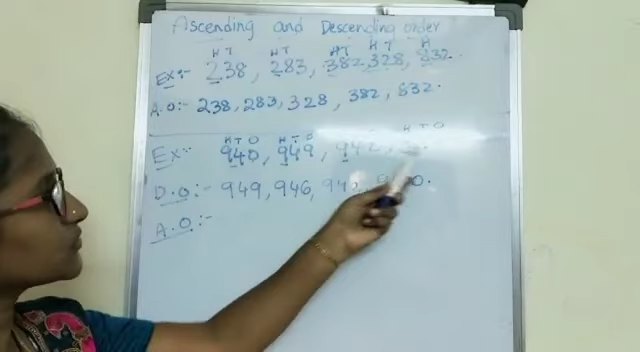 Ascending and Descending order
H T H T H T H T H
Ex:- 238, 283, 382, 328, 832.
A.O:- 238, 283, 328, 382, 832.
H T O H T O H T O
Ex:- 940, 949, 942,
D.O:- 949, 946, 942, 940.
A.O:-